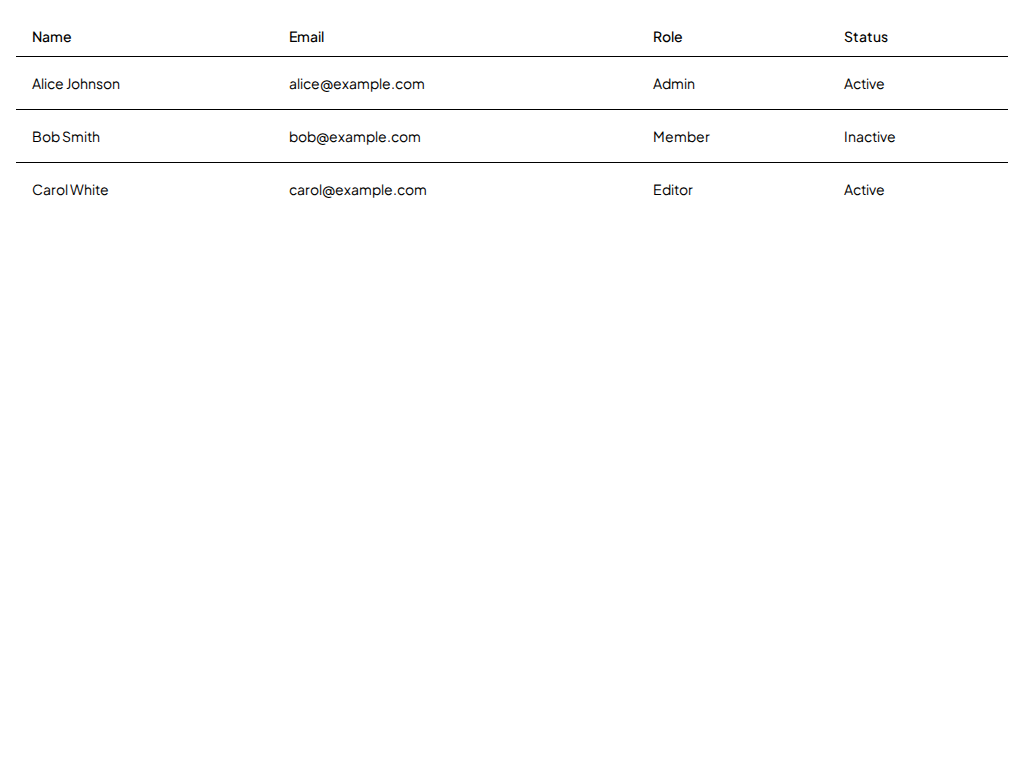 Name Email Role Status
Alice Johnson alice@example.com Admin Active
Bob Smith bob@example.com Member Inactive
Carol White carol@example.com Editor Active